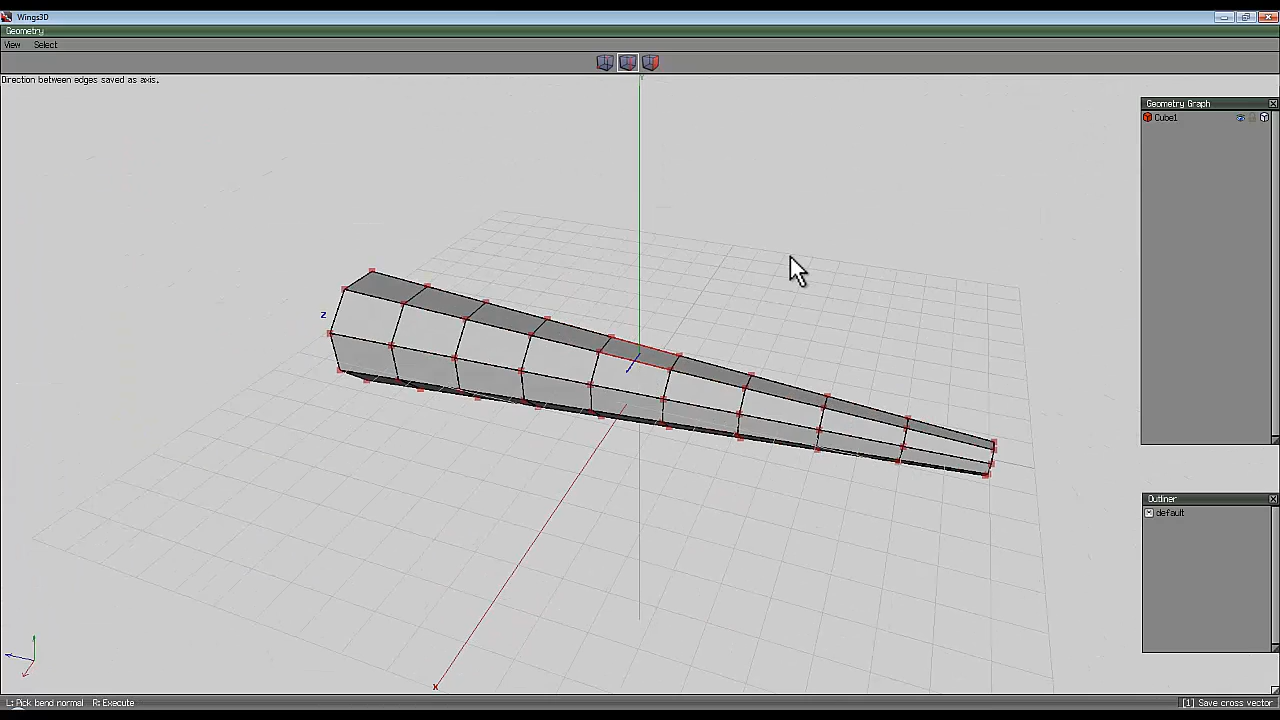 Wings3D
Geometry
View Select
Direction between edges saved as axis.
Y
Geometry Graph
Cube1
Z
Outliner
default
X
L: Pick bend normal R: Execute
[1] Save cross vector